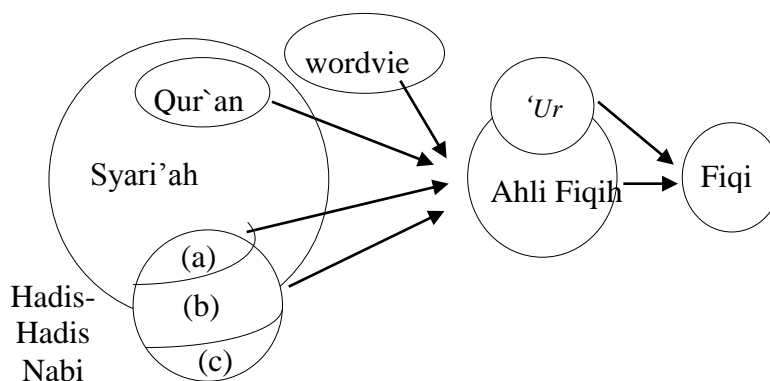 wordvie
Qur`an
‘Ur
Syari’ah
Ahli Fiqih
Fiqi
(a)
(b)
(c)
Hadis-
Hadis
Nabi